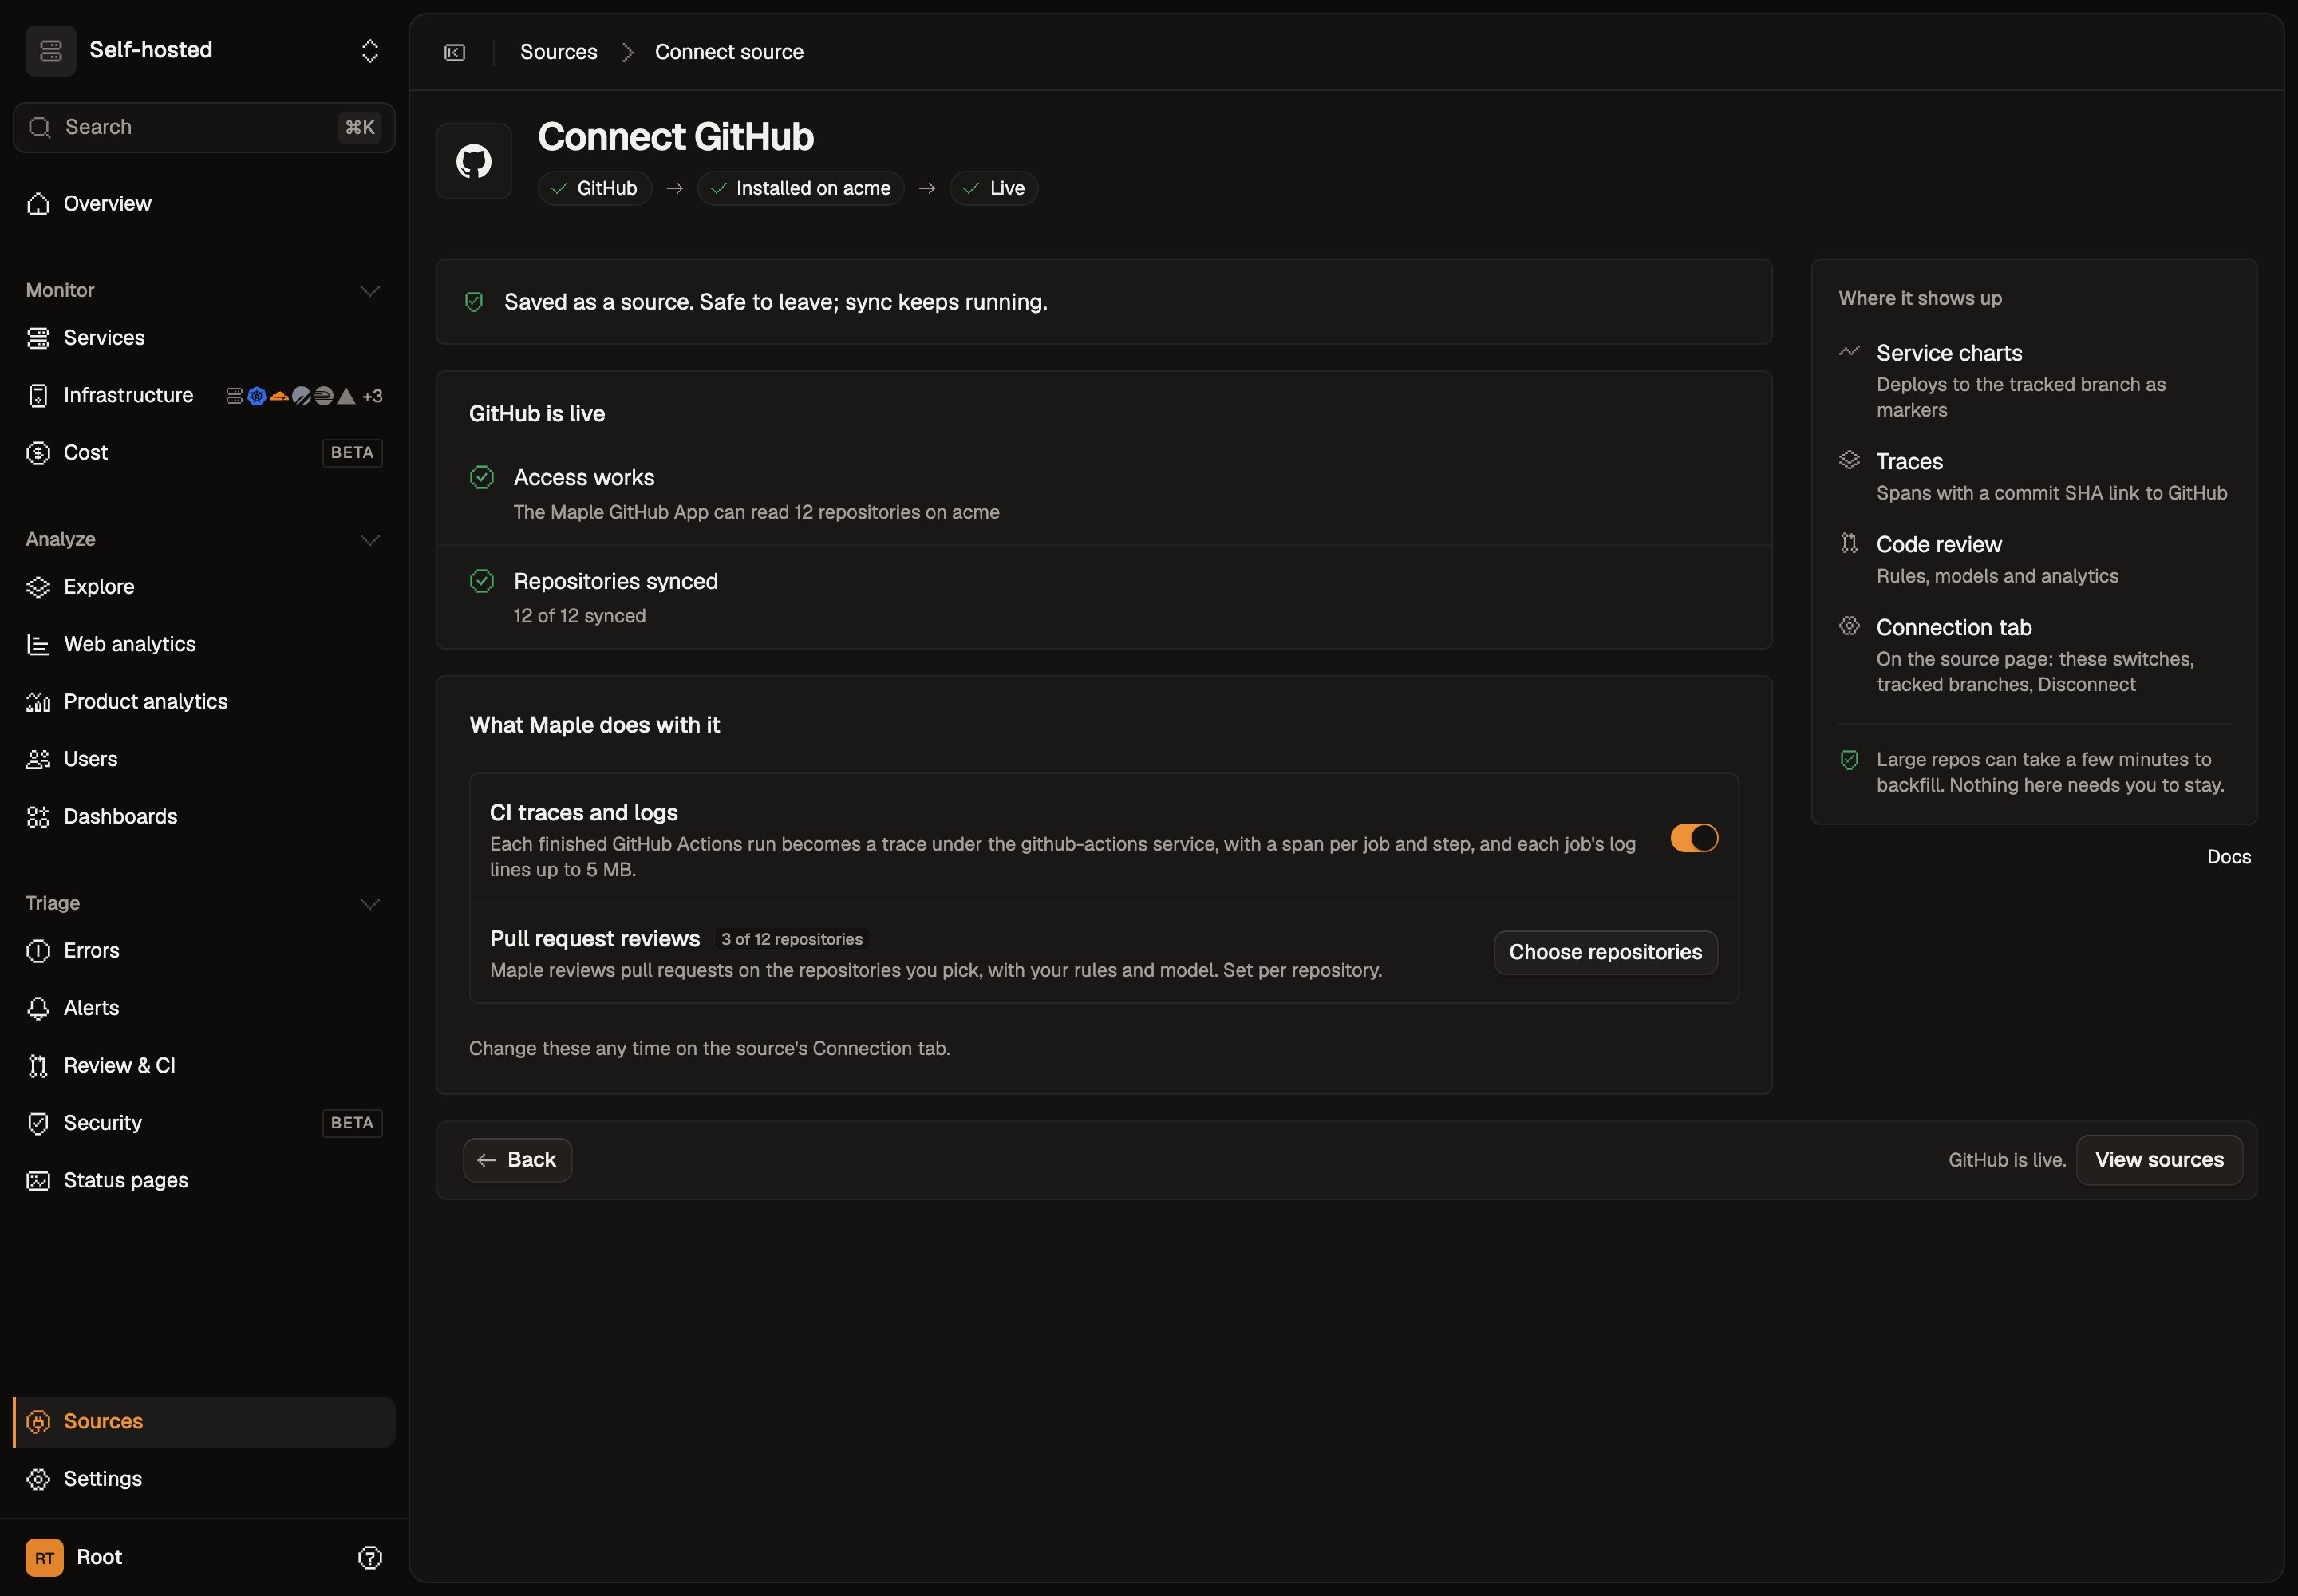 Self-hosted
Search
⌘K
Overview
Monitor
Services
Infrastructure
+3
Cost
BETA
Analyze
Explore
Web analytics
Product analytics
Users
Dashboards
Triage
Errors
Alerts
Review & CI
Security
BETA
Status pages
Sources
Settings
RT
Root
Sources
Connect source
Connect GitHub
GitHub
Installed on acme
Live
Saved as a source. Safe to leave; sync keeps running.
GitHub is live
Access works
The Maple GitHub App can read 12 repositories on acme
Repositories synced
12 of 12 synced
What Maple does with it
CI traces and logs
Each finished GitHub Actions run becomes a trace under the github-actions service, with a span per job and step, and each job's log
lines up to 5 MB.
Pull request reviews
3 of 12 repositories
Maple reviews pull requests on the repositories you pick, with your rules and model. Set per repository.
Choose repositories
Change these any time on the source's Connection tab.
Where it shows up
Service charts
Deploys to the tracked branch as
markers
Traces
Spans with a commit SHA link to GitHub
Code review
Rules, models and analytics
Connection tab
On the source page: these switches,
tracked branches, Disconnect
Large repos can take a few minutes to
backfill. Nothing here needs you to stay.
Docs
Back
GitHub is live.
View sources